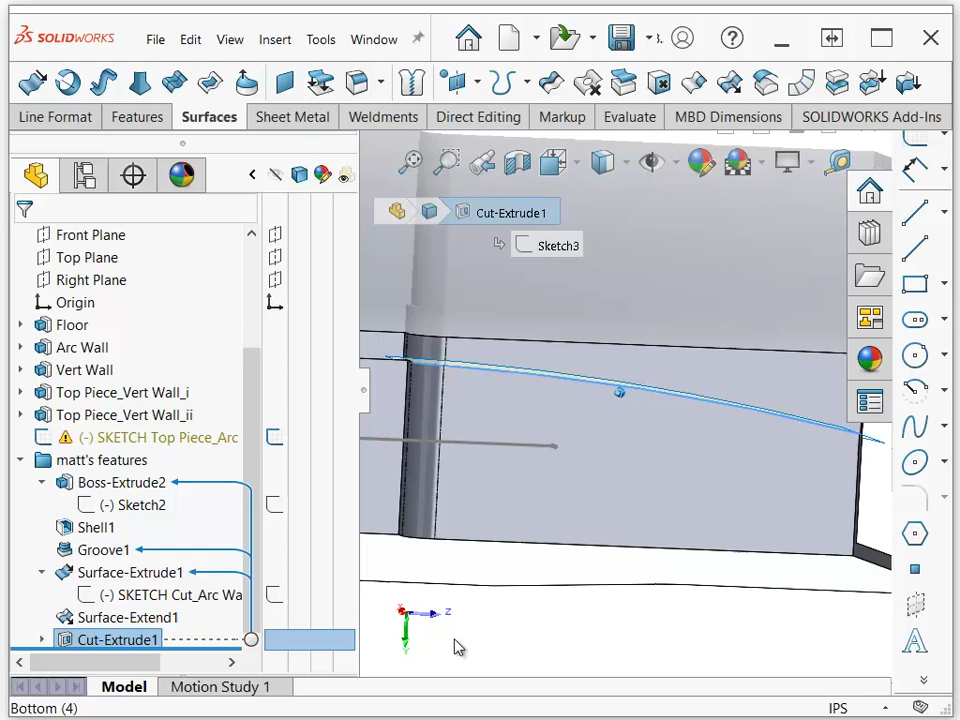 SOLIDWORKS File Edit View Insert Tools Window
Line Format Features Surfaces Sheet Metal Weldments Direct Editing Markup Evaluate MBD Dimensions SOLIDWORKS Add-Ins
Cut-Extrude1
Sketch3
Front Plane
Top Plane
Right Plane
Origin
Floor
Arc Wall
Vert Wall
Top Piece_Vert Wall_i
Top Piece_Vert Wall_ii
(-) SKETCH Top Piece_Arc
matt's features
Boss-Extrude2
(-) Sketch2
Shell1
Groove1
Surface-Extrude1
(-) SKETCH Cut_Arc Wa
Surface-Extend1
Cut-Extrude1
X Z
Y
Model Motion Study 1
Bottom (4) IPS